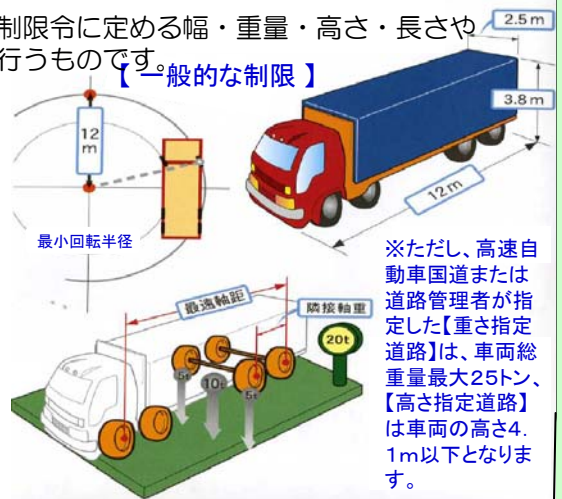 制限令に定める幅・重量・高さ・長さや
行うものです。
【 一般的な制限 】
2.5m
3.8m
12m
12
m
最小回転半径
最遠軸距
隣接軸重
20t
5t
10t
5t
※ただし、高速自
動車国道または
道路管理者が指
定した【重さ指定
道路】は、車両総
重量最大25トン、
【高さ指定道路】
は車両の高さ4.
1m以下となりま
す。